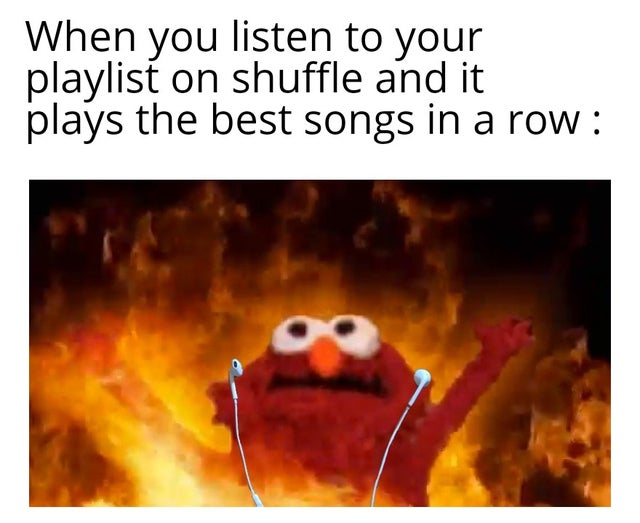 When you listen to your
playlist on shuffle and it
plays the best songs in a row :